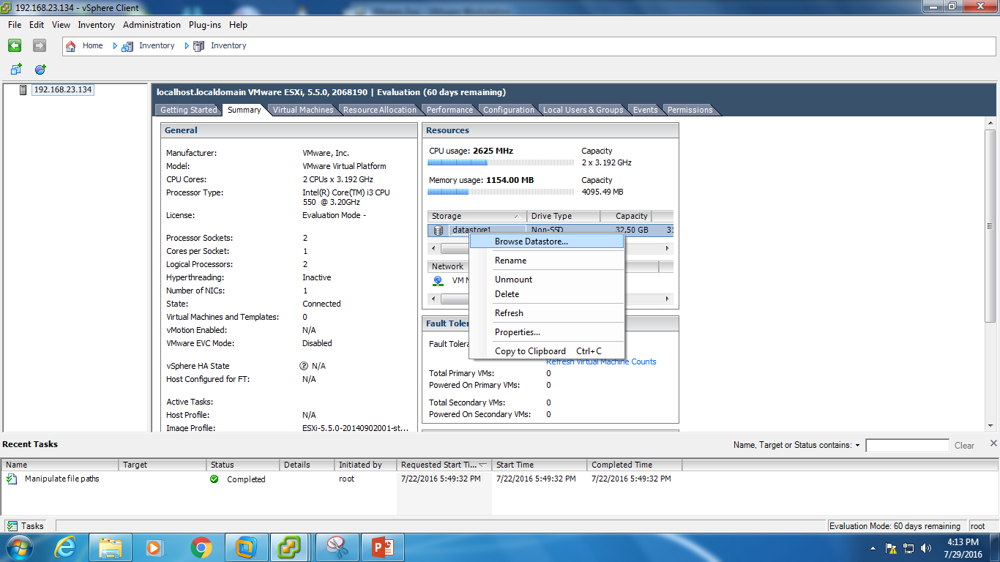 192.168.23.134 - vSphere Client
File Edit View Inventory Administration Plug-ins Help
Home Inventory Inventory
192.168.23.134
localhost.localdomain VMware ESXi, 5.5.0, 2068190 | Evaluation (60 days remaining)
Getting Started Summary Virtual Machines Resource Allocation Performance Configuration Local Users & Groups Events Permissions
General
Manufacturer: VMware, Inc.
Model: VMware Virtual Platform
CPU Cores: 2 CPUs x 3.192 GHz
Processor Type: Intel(R) Core(TM) i3 CPU
550 @ 3.20GHz
License: Evaluation Mode -
Processor Sockets: 2
Cores per Socket: 1
Logical Processors: 2
Hyperthreading: Inactive
Number of NICs: 1
State: Connected
Virtual Machines and Templates: 0
vMotion Enabled: N/A
VMware EVC Mode: Disabled
vSphere HA State N/A
Host Configured for FT: N/A
Active Tasks:
Host Profile: N/A
Image Profile: ESXi-5.5.0-20140902001-st...
Resources
CPU usage: 2625 MHz Capacity
2 x 3.192 GHz
Memory usage: 1154.00 MB Capacity
4095.49 MB
Storage Drive Type Capacity
datastore1 Non-SSD 32.50 GB 31
Network
VM N
Browse Datastore...
Rename
Unmount
Delete
Refresh
Properties...
Copy to Clipboard Ctrl+C
Fault Toler
Fault Tolera
Refresh Virtual Machine Counts
Total Primary VMs: 0
Powered On Primary VMs: 0
Total Secondary VMs: 0
Powered On Secondary VMs: 0
Recent Tasks
Name, Target or Status contains: Clear
Name Target Status Details Initiated by Requested Start Ti... Start Time Completed Time
Manipulate file paths Completed root 7/22/2016 5:49:32 PM 7/22/2016 5:49:32 PM 7/22/2016 5:49:32 PM
Tasks Evaluation Mode: 60 days remaining root
4:13 PM
7/29/2016